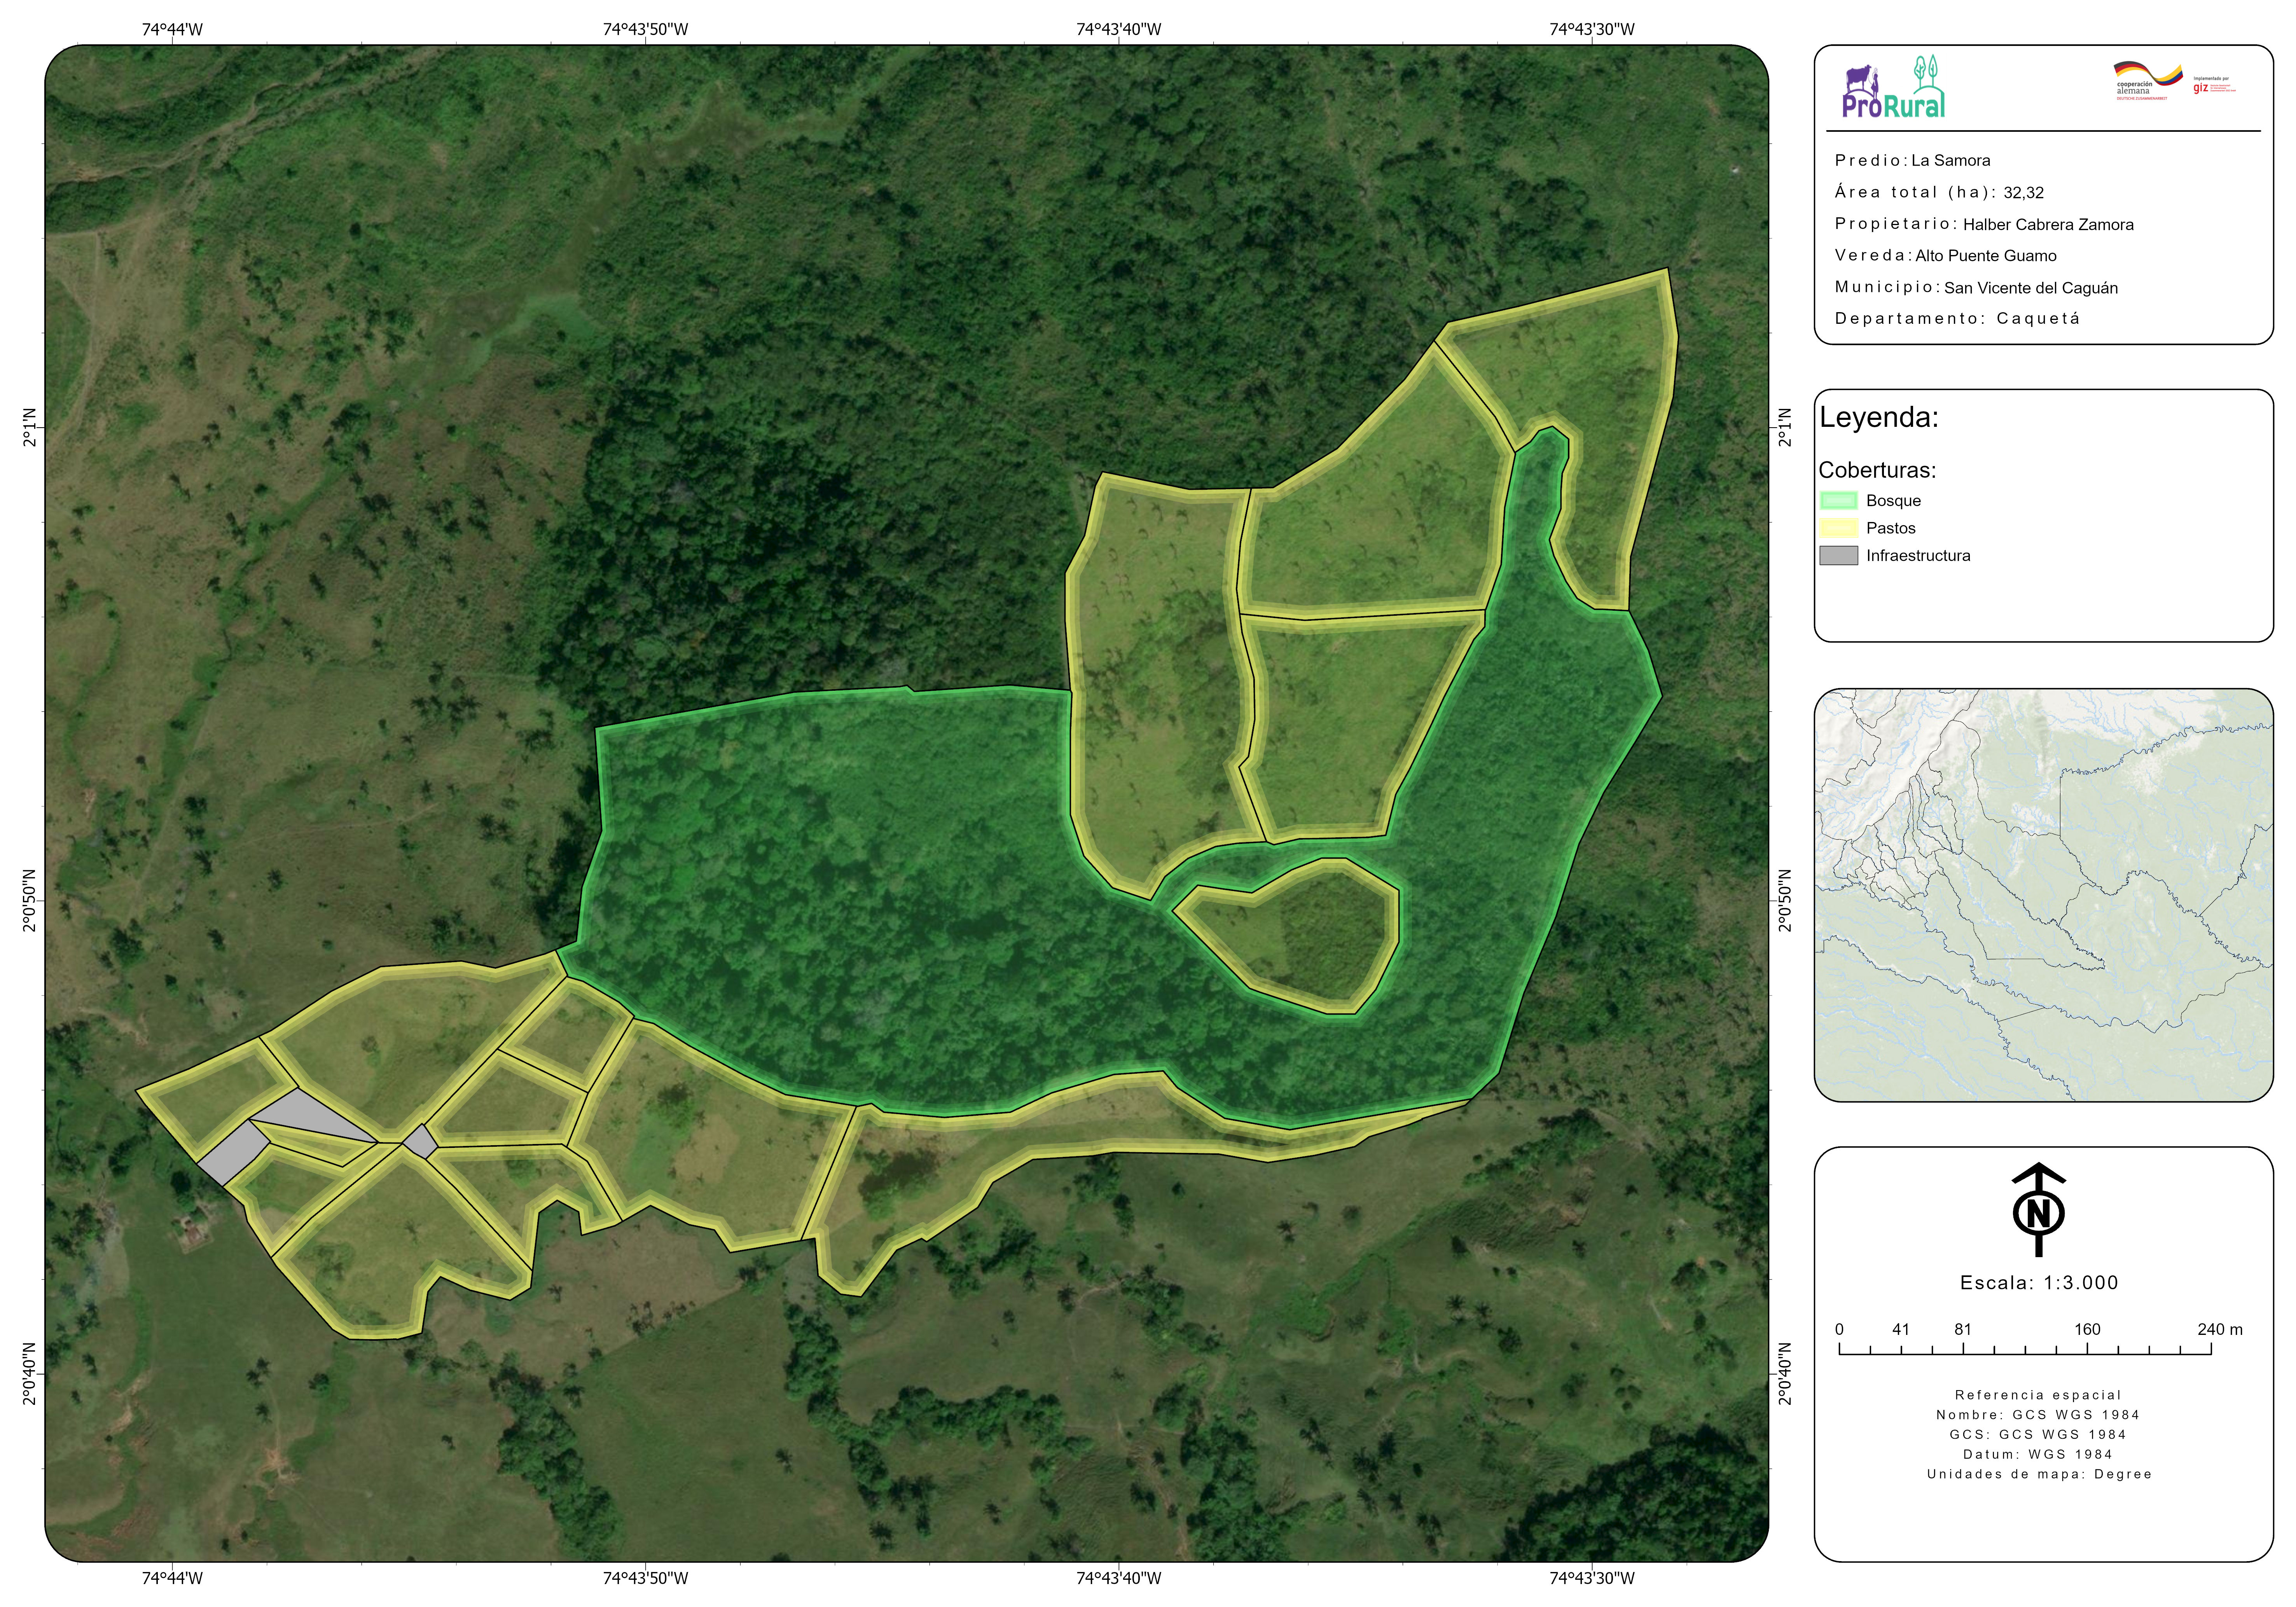 74°44'W 74°43'50"W 74°43'40"W 74°43'30"W
2°1'N 2°1'N
2°0'50"N 2°0'50"N
2°0'40"N 2°0'40"N
74°44'W 74°43'50"W 74°43'40"W 74°43'30"W
ProRural
cooperación
alemana
DEUTSCHE ZUSAMMENARBEIT
Implementada por
giz
Predio: La Samora
Área total (ha): 32,32
Propietario: Halber Cabrera Zamora
Vereda: Alto Puente Guamo
Municipio: San Vicente del Caguán
Departamento: Caquetá
Leyenda:
Coberturas:
Bosque
Pastos
Infraestructura
N
Escala: 1:3.000
0 41 81 160 240 m
Referencia espacial
Nombre: GCS WGS 1984
GCS: GCS WGS 1984
Datum: WGS 1984
Unidades de mapa: Degree